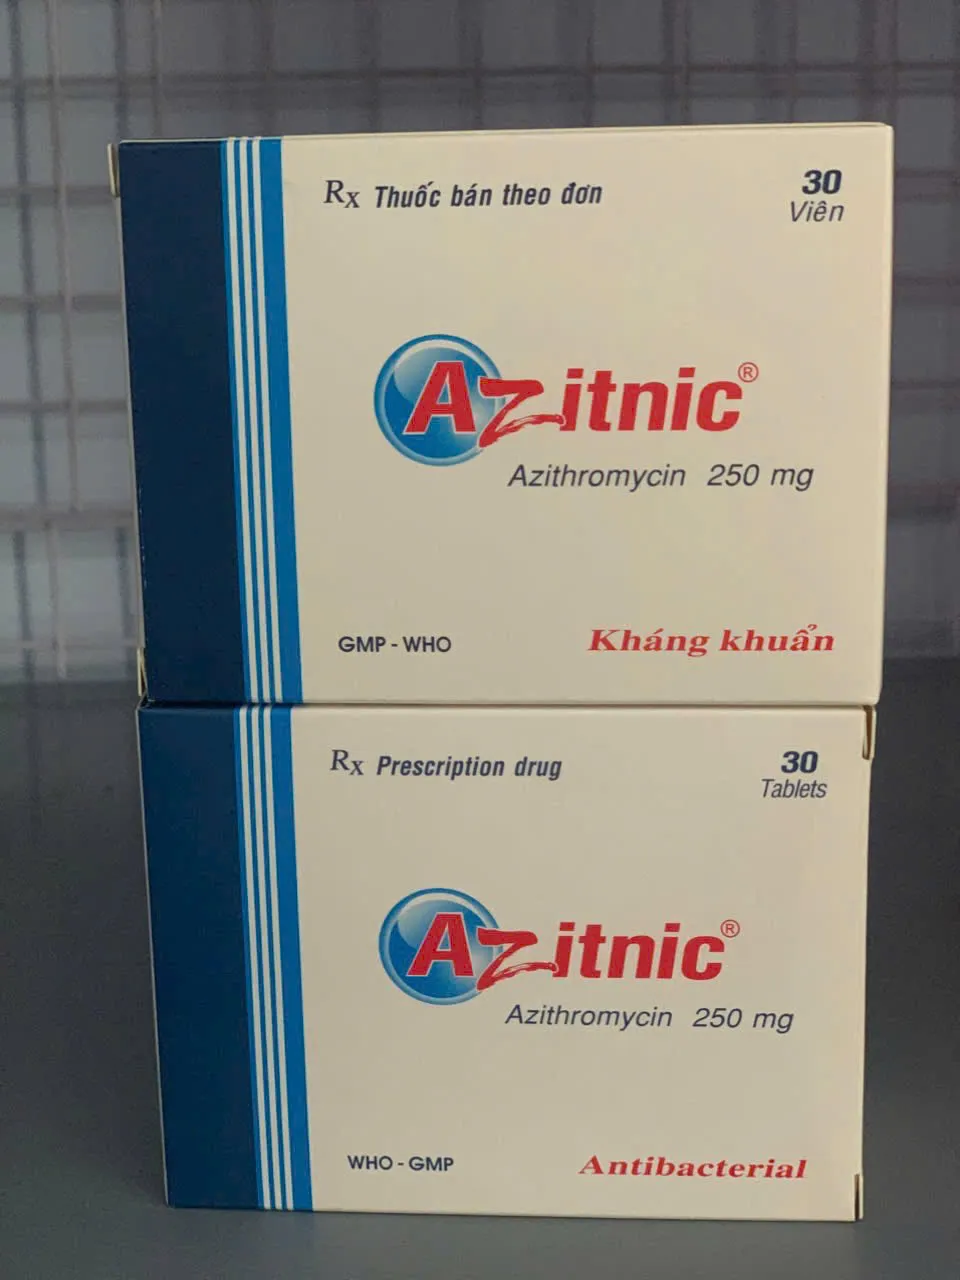 Rx Thuốc bán theo đơn
30
Viên
Azitnic®
Azithromycin 250 mg
GMP - WHO
Kháng khuẩn
Rx Prescription drug
30
Tablets
Azitnic®
Azithromycin 250 mg
WHO - GMP
Antibacterial